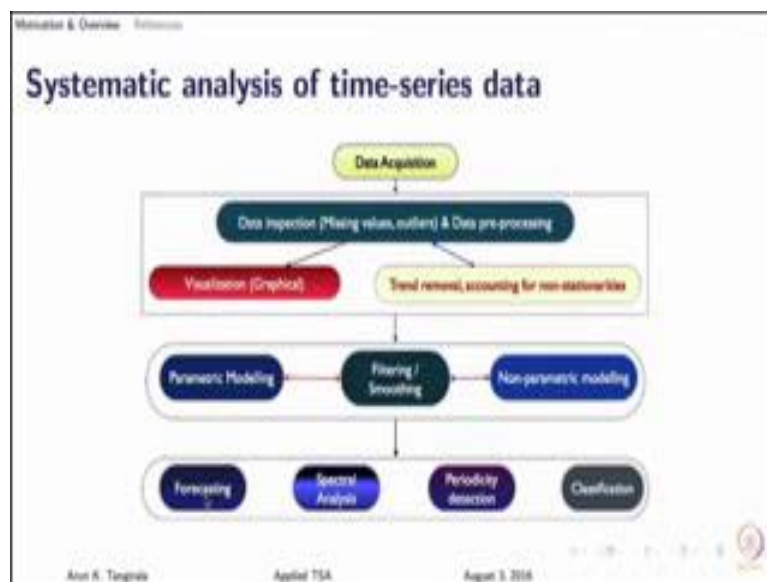 Motivation & Overview References
Systematic analysis of time-series data
Data Acquisition
Data inspection (Missing values, outliers) & Data pre-processing
Visualization (Graphical)
Trend removal, accounting for non-stationarities
Parametric Modelling
Filtering /
Smoothing
Non-parametric modelling
Forecasting
Spectral
Analysis
Periodicity
detection
Classification
Arun K. Tangirala Applied TSA August 3, 2016